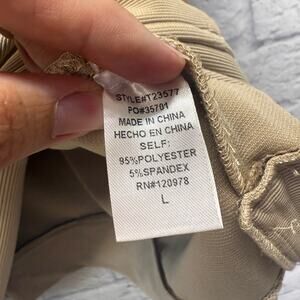 STYLE#T23577
PO#35701
MADE IN CHINA
HECHO EN CHINA
SELF:
95%POLYESTER
5%SPANDEX
RN#120978
L